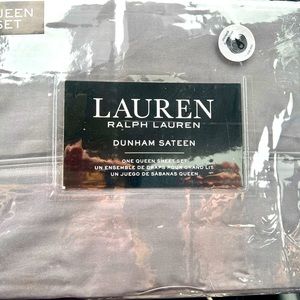 QUEEN
SET
LAUREN
RALPH LAUREN
DUNHAM SATEEN
ONE QUEEN SHEET SET
UN ENSEMBLE DE DRAPS POUR GRAND LIT
UN JUEGO DE SÁBANAS QUEEN